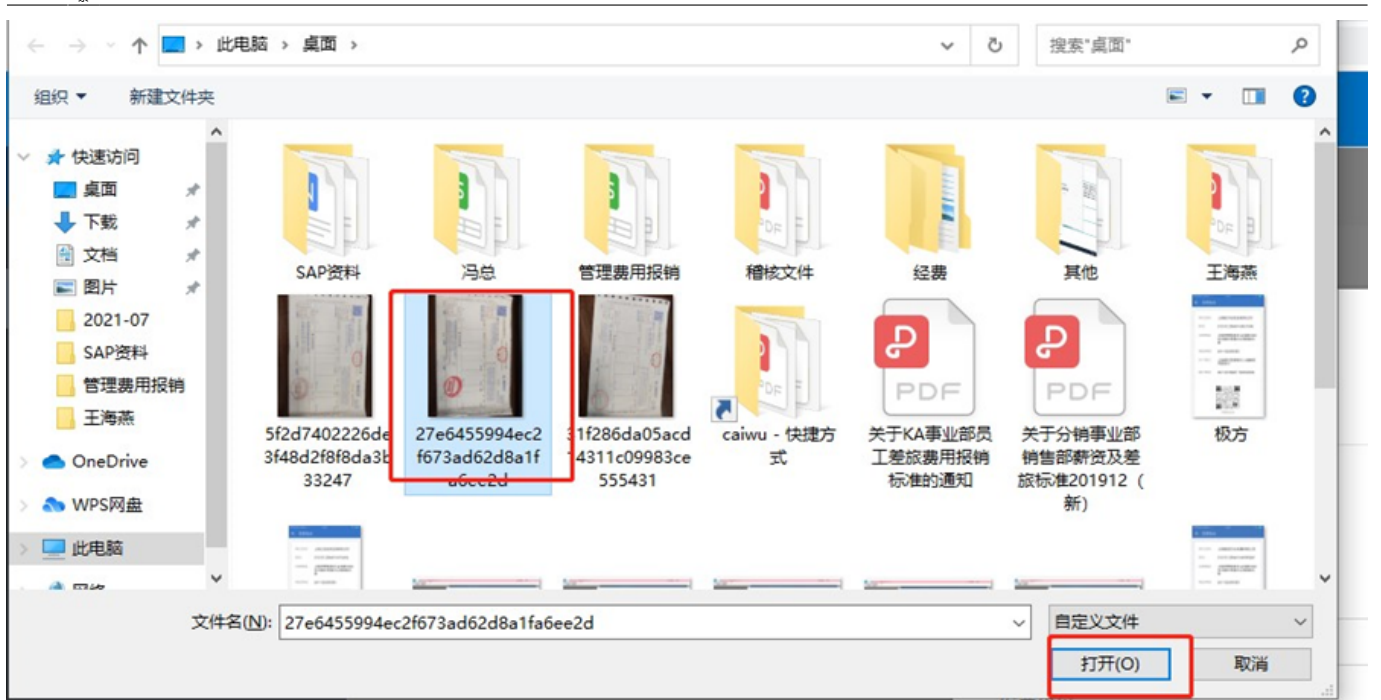 此电脑 › 桌面 ›
搜索"桌面"
组织
新建文件夹
快速访问
桌面
下载
文档
图片
2021-07
SAP资料
管理费用报销
王海燕
OneDrive
WPS网盘
此电脑
SAP资料
冯总
管理费用报销
稽核文件
经费
其他
王海燕
5f2d7402226de
3f48d2f8f8da3b
33247
27e6455994ec2
f673ad62d8a1f
a6ee2d
31f286da05acd
14311c09983ce
555431
caiwu - 快捷方
式
PDF
关于KA事业部员
工差旅费用报销
标准的通知
PDF
关于分销事业部
销售部薪资及差
旅标准201912（
新）
极方
文件名(N):
27e6455994ec2f673ad62d8a1fa6ee2d
自定义文件
打开(O)
取消